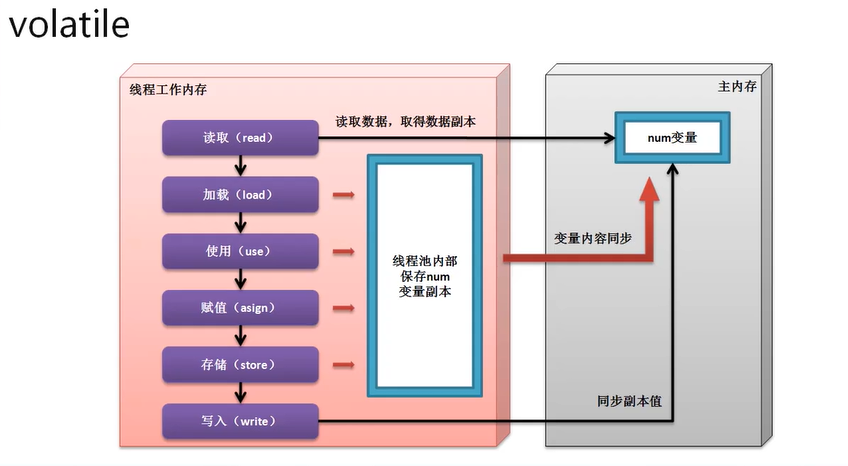 volatile
线程工作内存
主内存
读取（read）
读取数据，取得数据副本
num变量
加载（load）
使用（use）
线程池内部
保存num
变量副本
变量内容同步
赋值（asign）
存储（store）
同步副本值
写入（write）